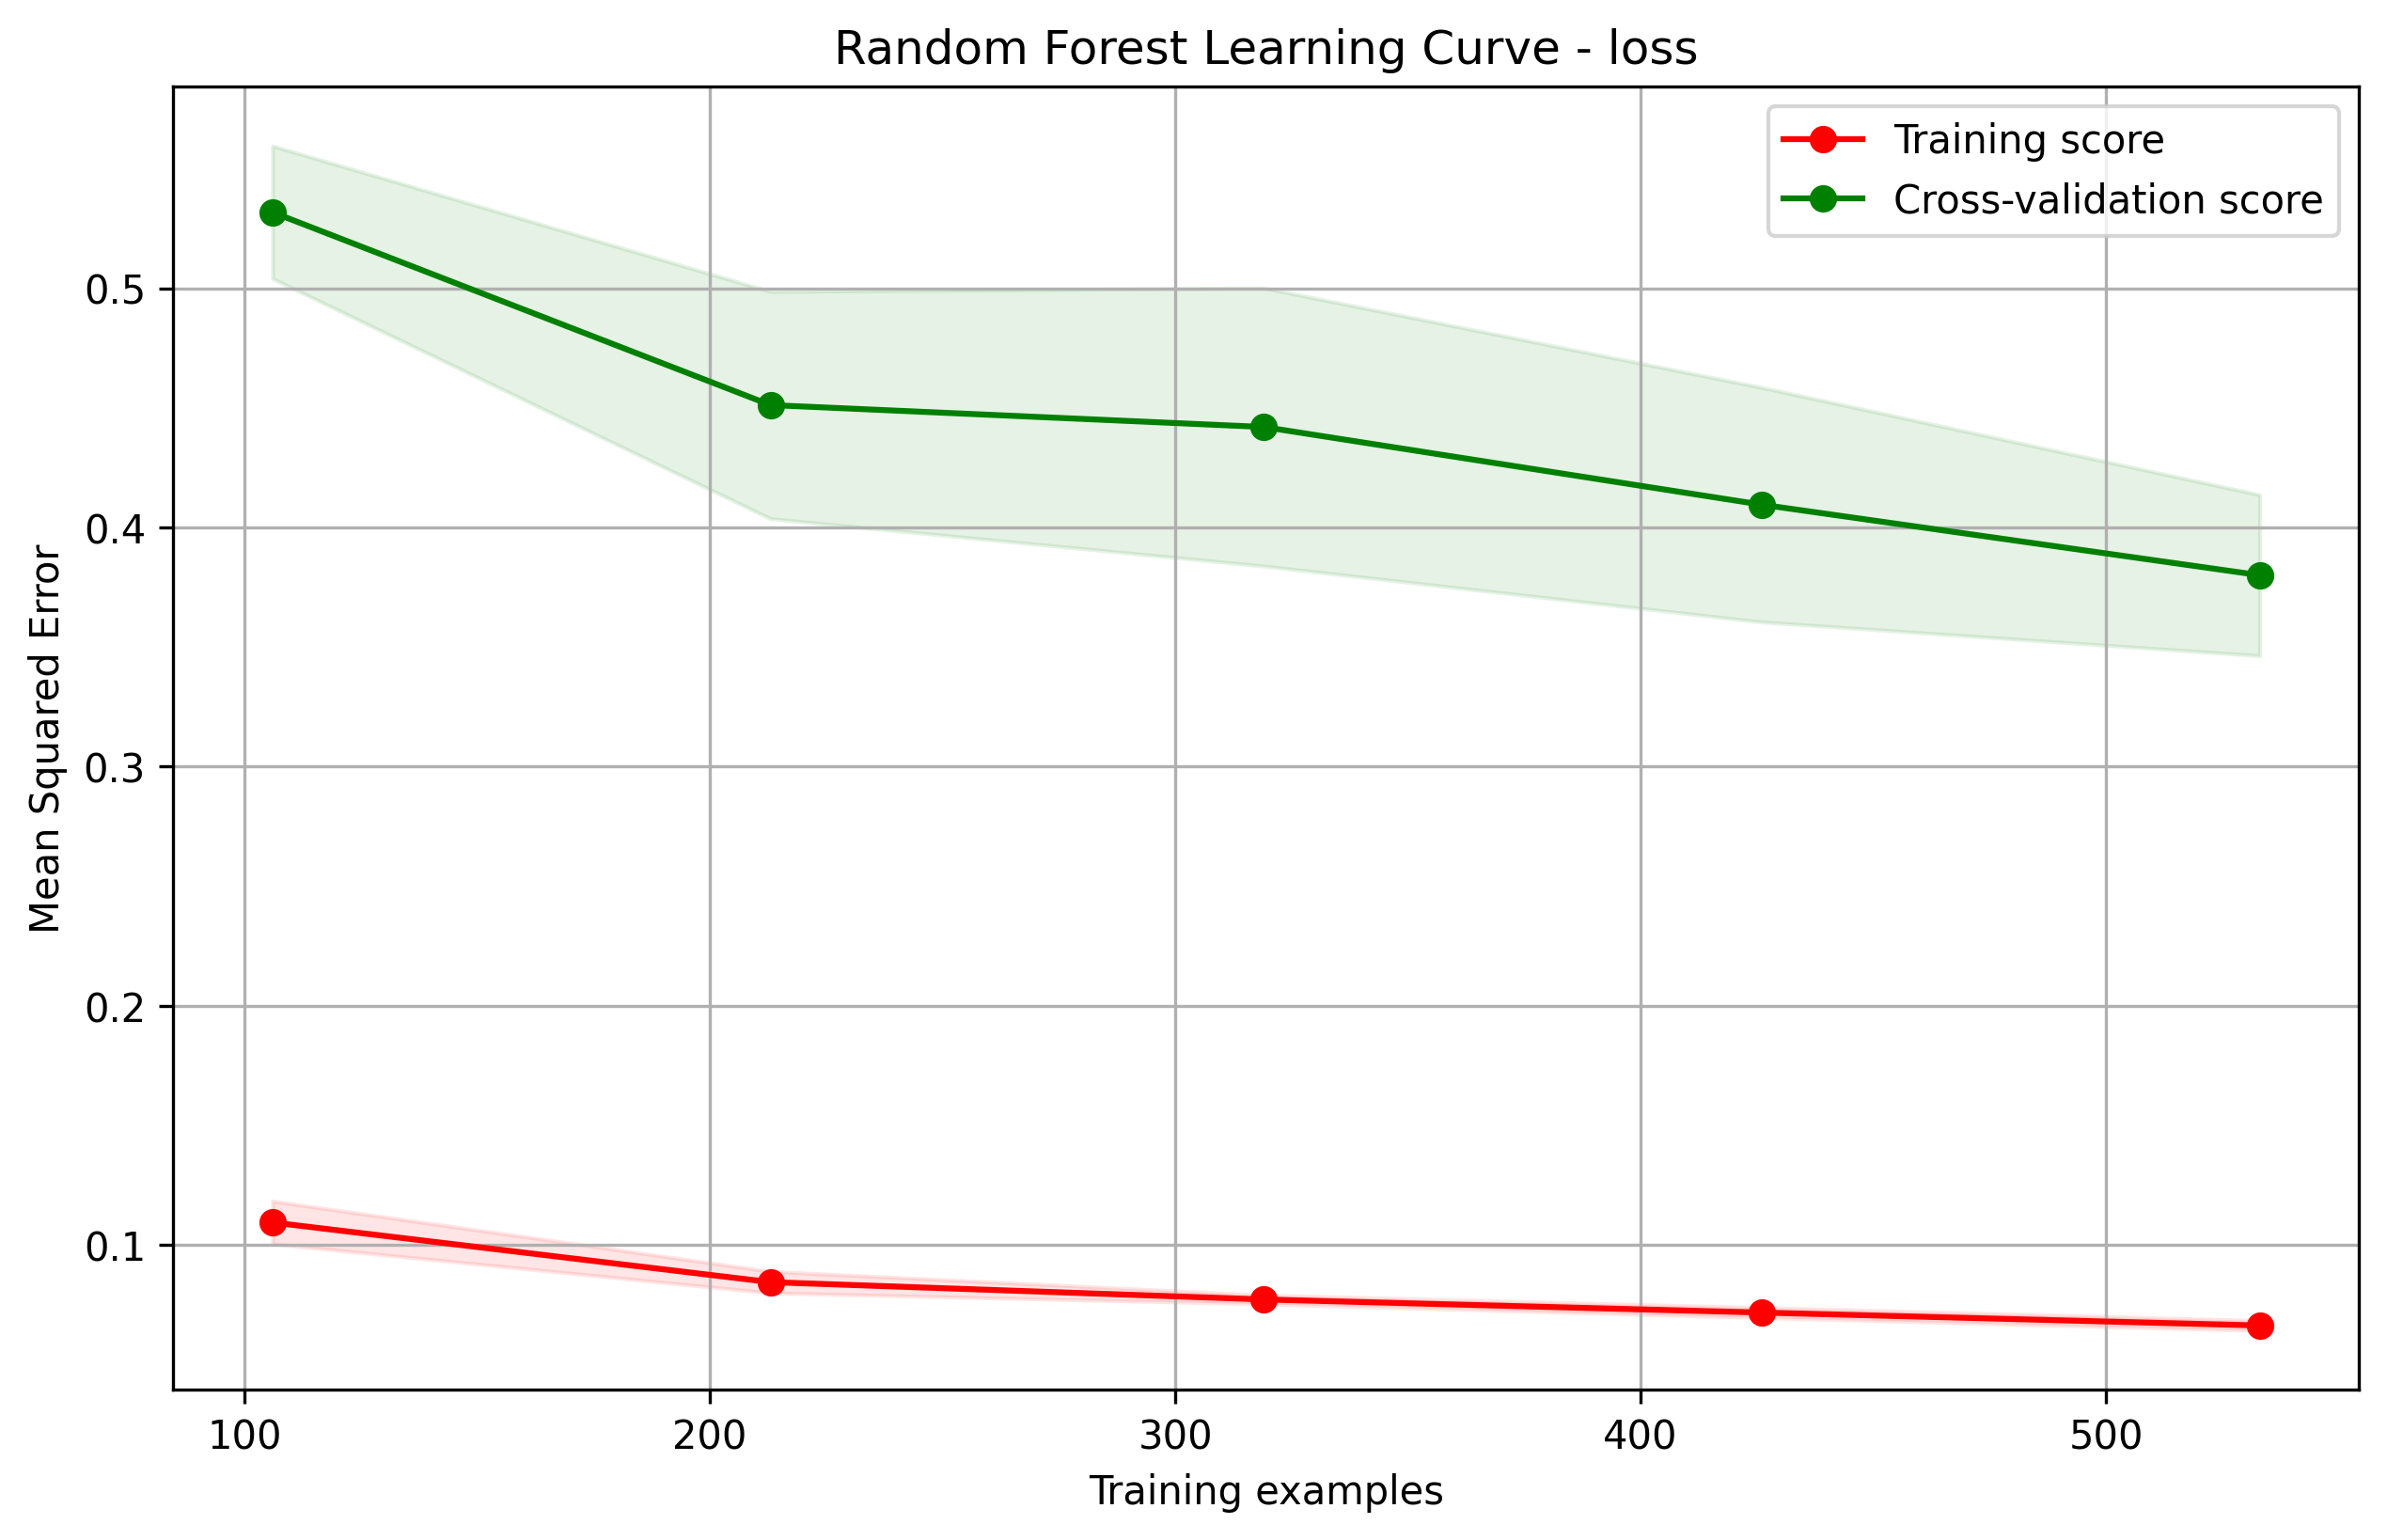 Random Forest Learning Curve - loss
Training score
Cross-validation score
Mean Squared Error
0.5
0.4
0.3
0.2
0.1
100 200 300 400 500
Training examples